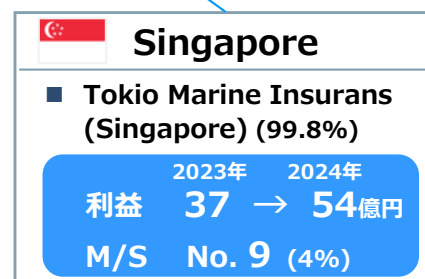 Singapore
■ Tokio Marine Insurans
(Singapore) (99.8%)
2023年 2024年
利益 37 → 54億円
M/S No. 9 (4%)